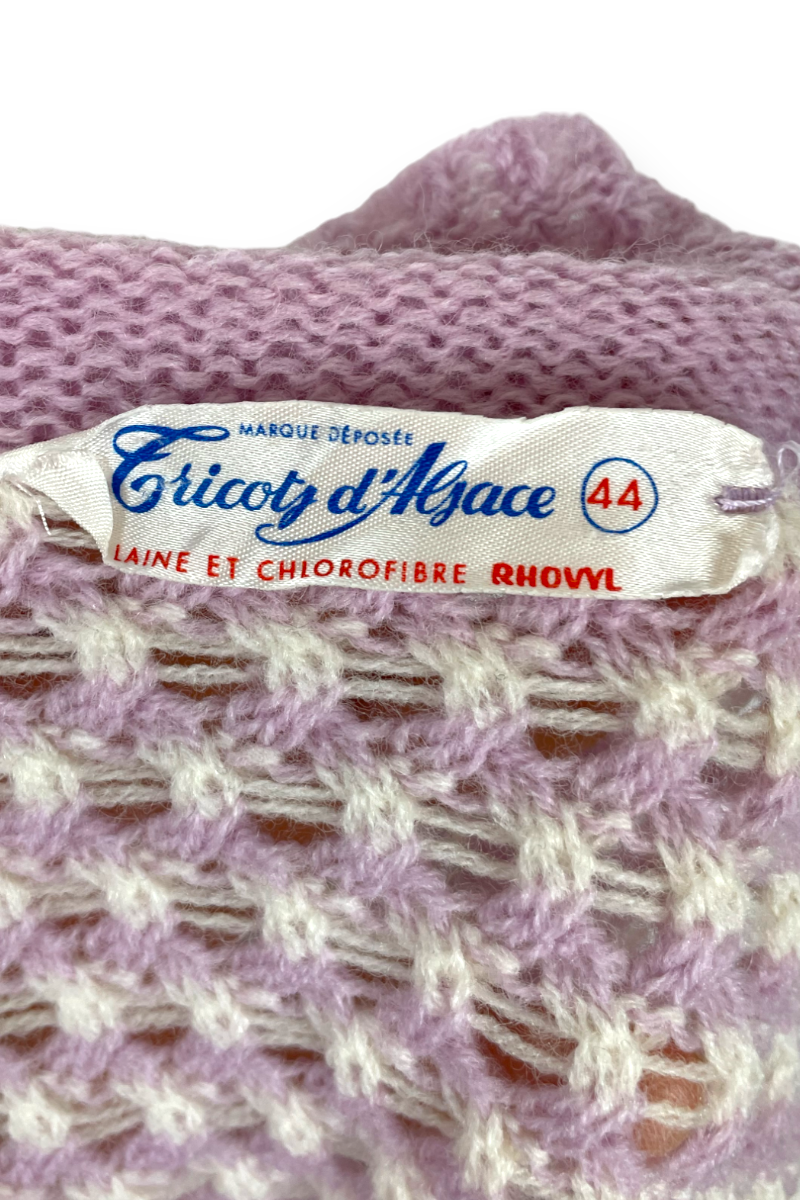 MARQUE DÉPOSÉE
Tricots d'Alsace 44
LAINE ET CHLOROFIBRE RHOVYL